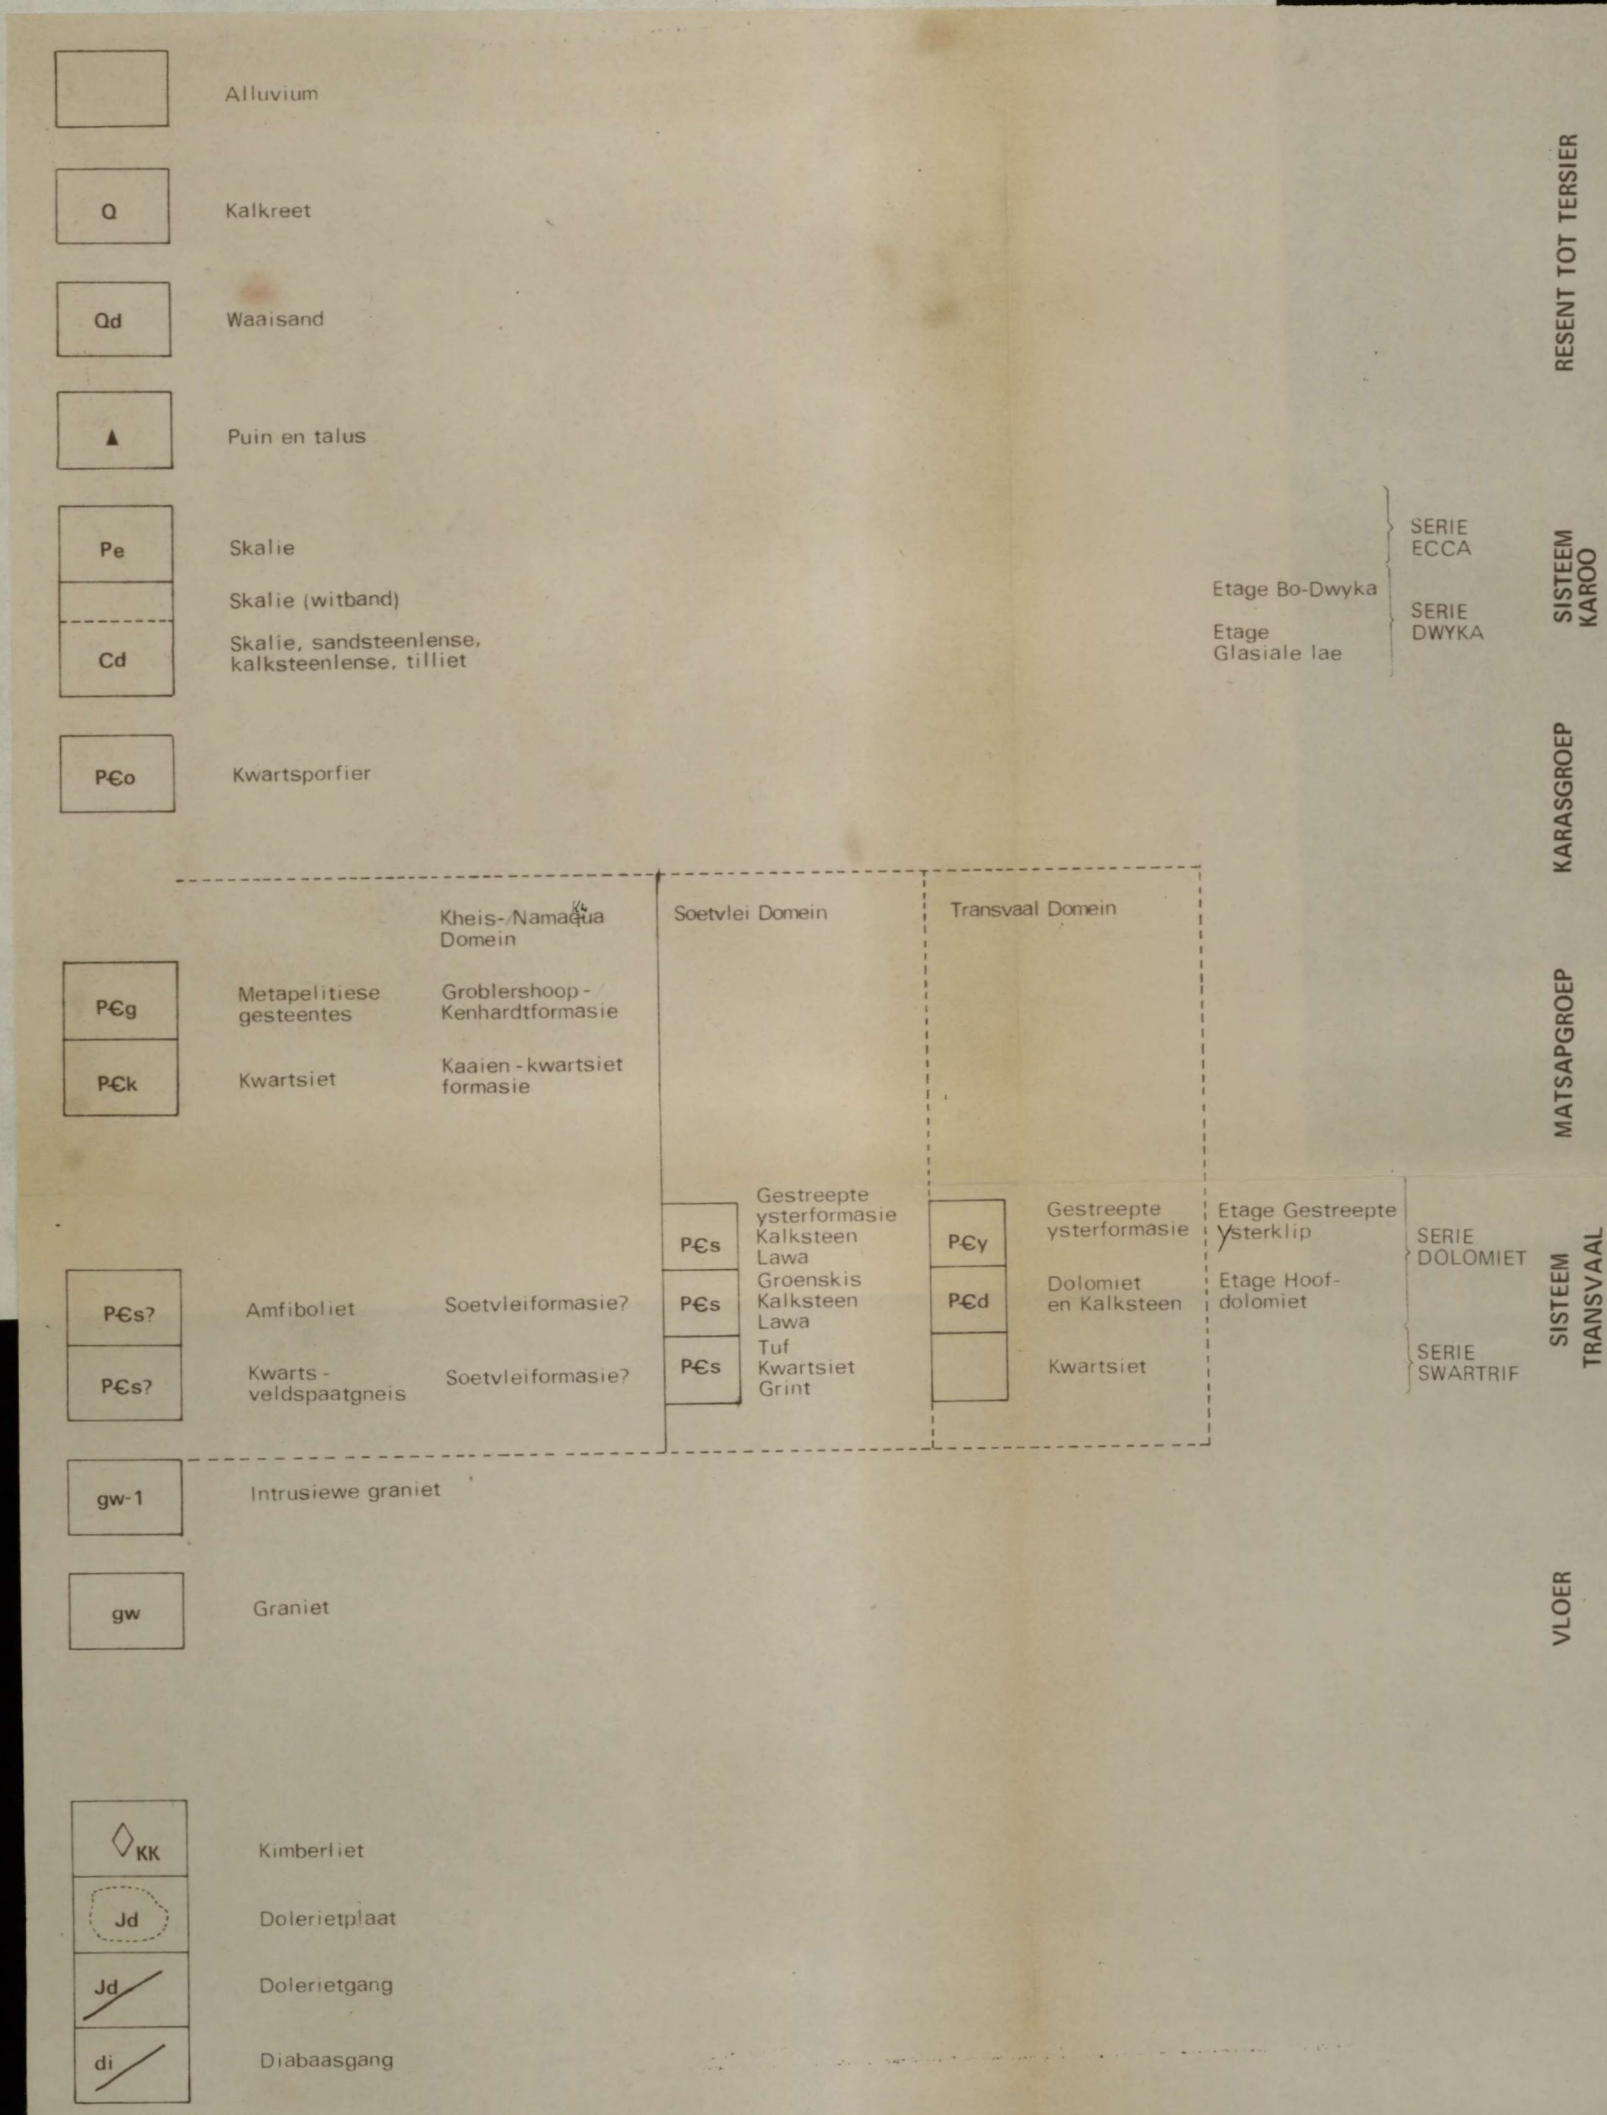 Alluvium
Q
Kalkreet
Qd
Waaisand
Puin en talus
RESENT TOT TERSIER
Pe
Skalie
SERIE
ECCA
Skalie (witband)
Etage Bo-Dwyka
Cd
Skalie, sandsteenlense,
kalksteenlense, tilliet
Etage
Glasiale lae
SERIE
DWYKA
SISTEEM
KAROO
P€o
Kwartsporfier
KARASGROEP
Kheis-Namaqua
Domein
Soetvlei Domein
Transvaal Domein
P€g
Metapelitiese
gesteentes
Groblershoop-
Kenhardtformasie
P€k
Kwartsiet
Kaaien-kwartsiet
formasie
MATSAPGROEP
P€s
Gestreepte
ysterformasie
Kalksteen
Lawa
P€y
Gestreepte
ysterformasie
Etage Gestreepte
Ysterklip
SERIE
DOLOMIET
P€s?
Amfiboliet
Soetvleiformasie?
P€s
Groenskis
Kalksteen
Lawa
P€d
Dolomiet
en Kalksteen
Etage Hoof-
dolomiet
P€s?
Kwarts-
veldspaatgneis
Soetvleiformasie?
P€s
Tuf
Kwartsiet
Grint
Kwartsiet
SERIE
SWARTRIF
SISTEEM
TRANSVAAL
gw-1
Intrusiewe graniet
gw
Graniet
VLOER
KK
Kimberliet
Jd
Dolerietplaat
Jd
Dolerietgang
di
Diabaasgang